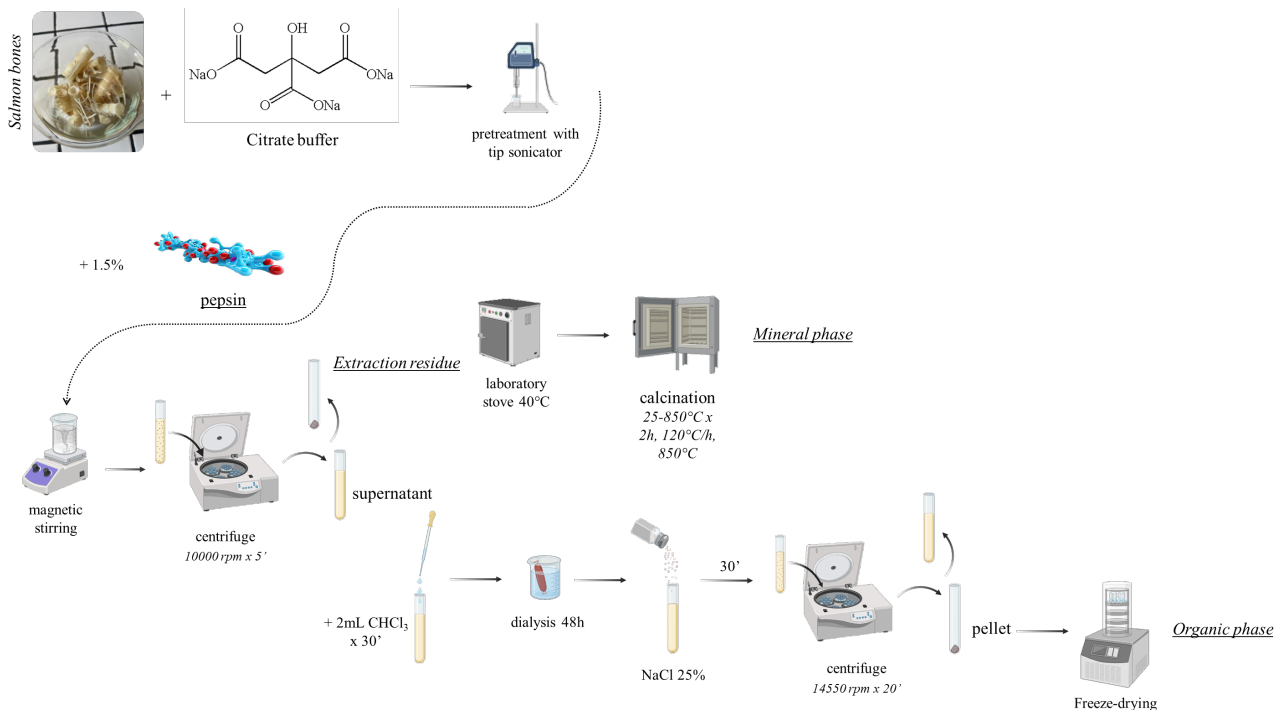 Salmon bones
+
OH
O
O
NaO
ONa
O
ONa
Citrate buffer
pretreatment with
tip sonicator
+ 1.5%
pepsin
Extraction residue
laboratory
stove 40°C
calcination
25-850°C x
2h, 120°C/h,
850°C
Mineral phase
magnetic
stirring
centrifuge
10000 rpm x 5’
supernatant
+ 2mL CHCl₃
x 30’
dialysis 48h
NaCl 25%
30’
centrifuge
14550 rpm x 20’
pellet
Freeze-drying
Organic phase